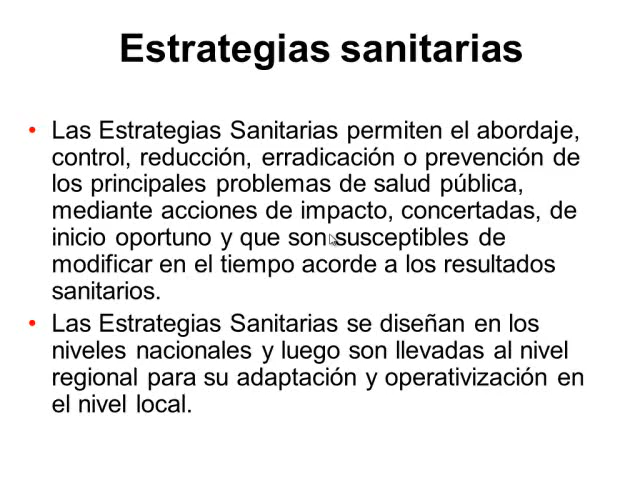 Estrategias sanitarias
• Las Estrategias Sanitarias permiten el abordaje,
control, reducción, erradicación o prevención de
los principales problemas de salud pública,
mediante acciones de impacto, concertadas, de
inicio oportuno y que son susceptibles de
modificar en el tiempo acorde a los resultados
sanitarios.
• Las Estrategias Sanitarias se diseñan en los
niveles nacionales y luego son llevadas al nivel
regional para su adaptación y operativización en
el nivel local.